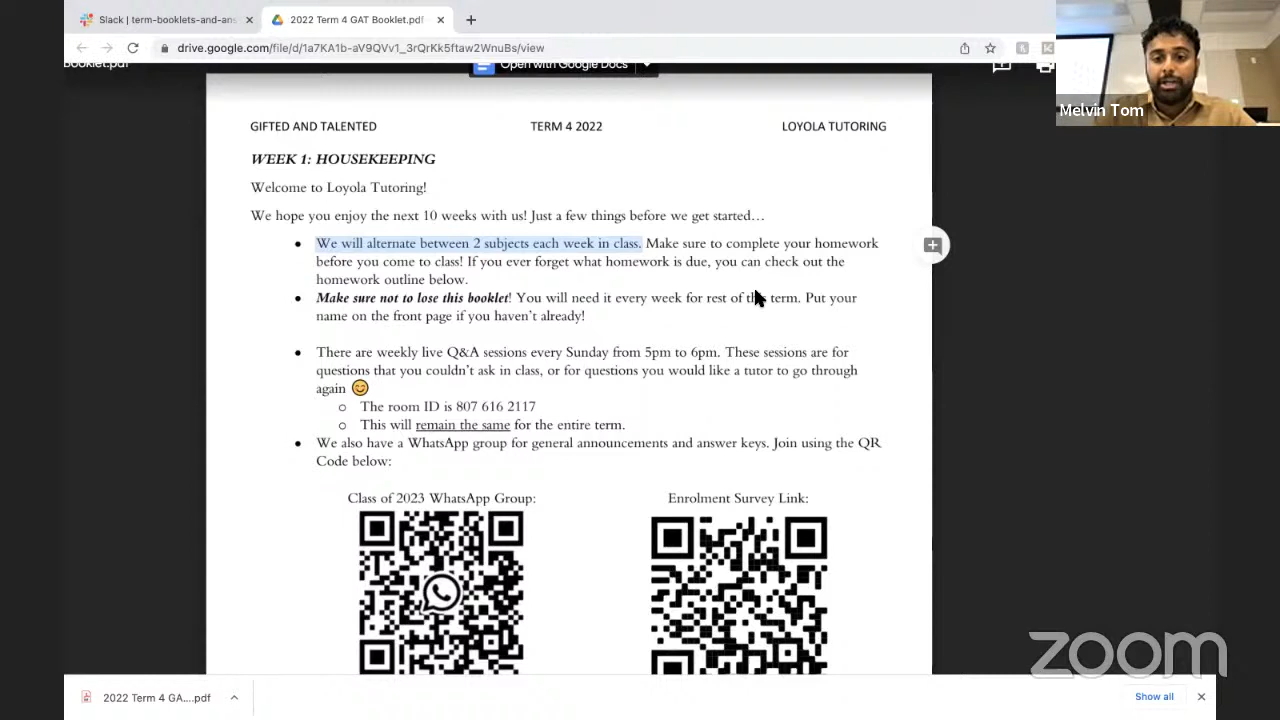 Slack | term-booklets-and-ans
2022 Term 4 GAT Booklet.pdf
drive.google.com/file/d/1a7KA1b-aV9QVv1_3rQrKk5ftaw2WnuBs/view
booklet.pdf
Open with Google Docs
Melvin Tom
GIFTED AND TALENTED TERM 4 2022 LOYOLA TUTORING
WEEK 1: HOUSEKEEPING
Welcome to Loyola Tutoring!
We hope you enjoy the next 10 weeks with us! Just a few things before we get started…
• We will alternate between 2 subjects each week in class. Make sure to complete your homework
before you come to class! If you ever forget what homework is due, you can check out the
homework outline below.
• Make sure not to lose this booklet! You will need it every week for rest of the term. Put your
name on the front page if you haven't already!
• There are weekly live Q&A sessions every Sunday from 5pm to 6pm. These sessions are for
questions that you couldn't ask in class, or for questions you would like a tutor to go through
again 😊
o The room ID is 807 616 2117
o This will remain the same for the entire term.
• We also have a WhatsApp group for general announcements and answer keys. Join using the QR
Code below:
Class of 2023 WhatsApp Group: Enrolment Survey Link:
zoom
2022 Term 4 GA....pdf
Show all